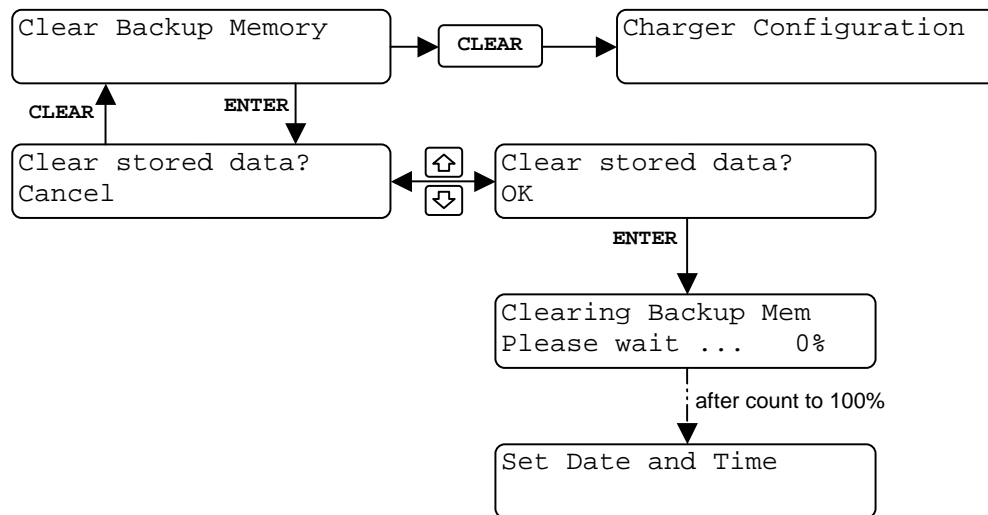 Clear Backup Memory
CLEAR
Charger Configuration
CLEAR
ENTER
Clear stored data?
Cancel
Clear stored data?
OK
ENTER
Clearing Backup Mem
Please wait ... 0%
after count to 100%
Set Date and Time